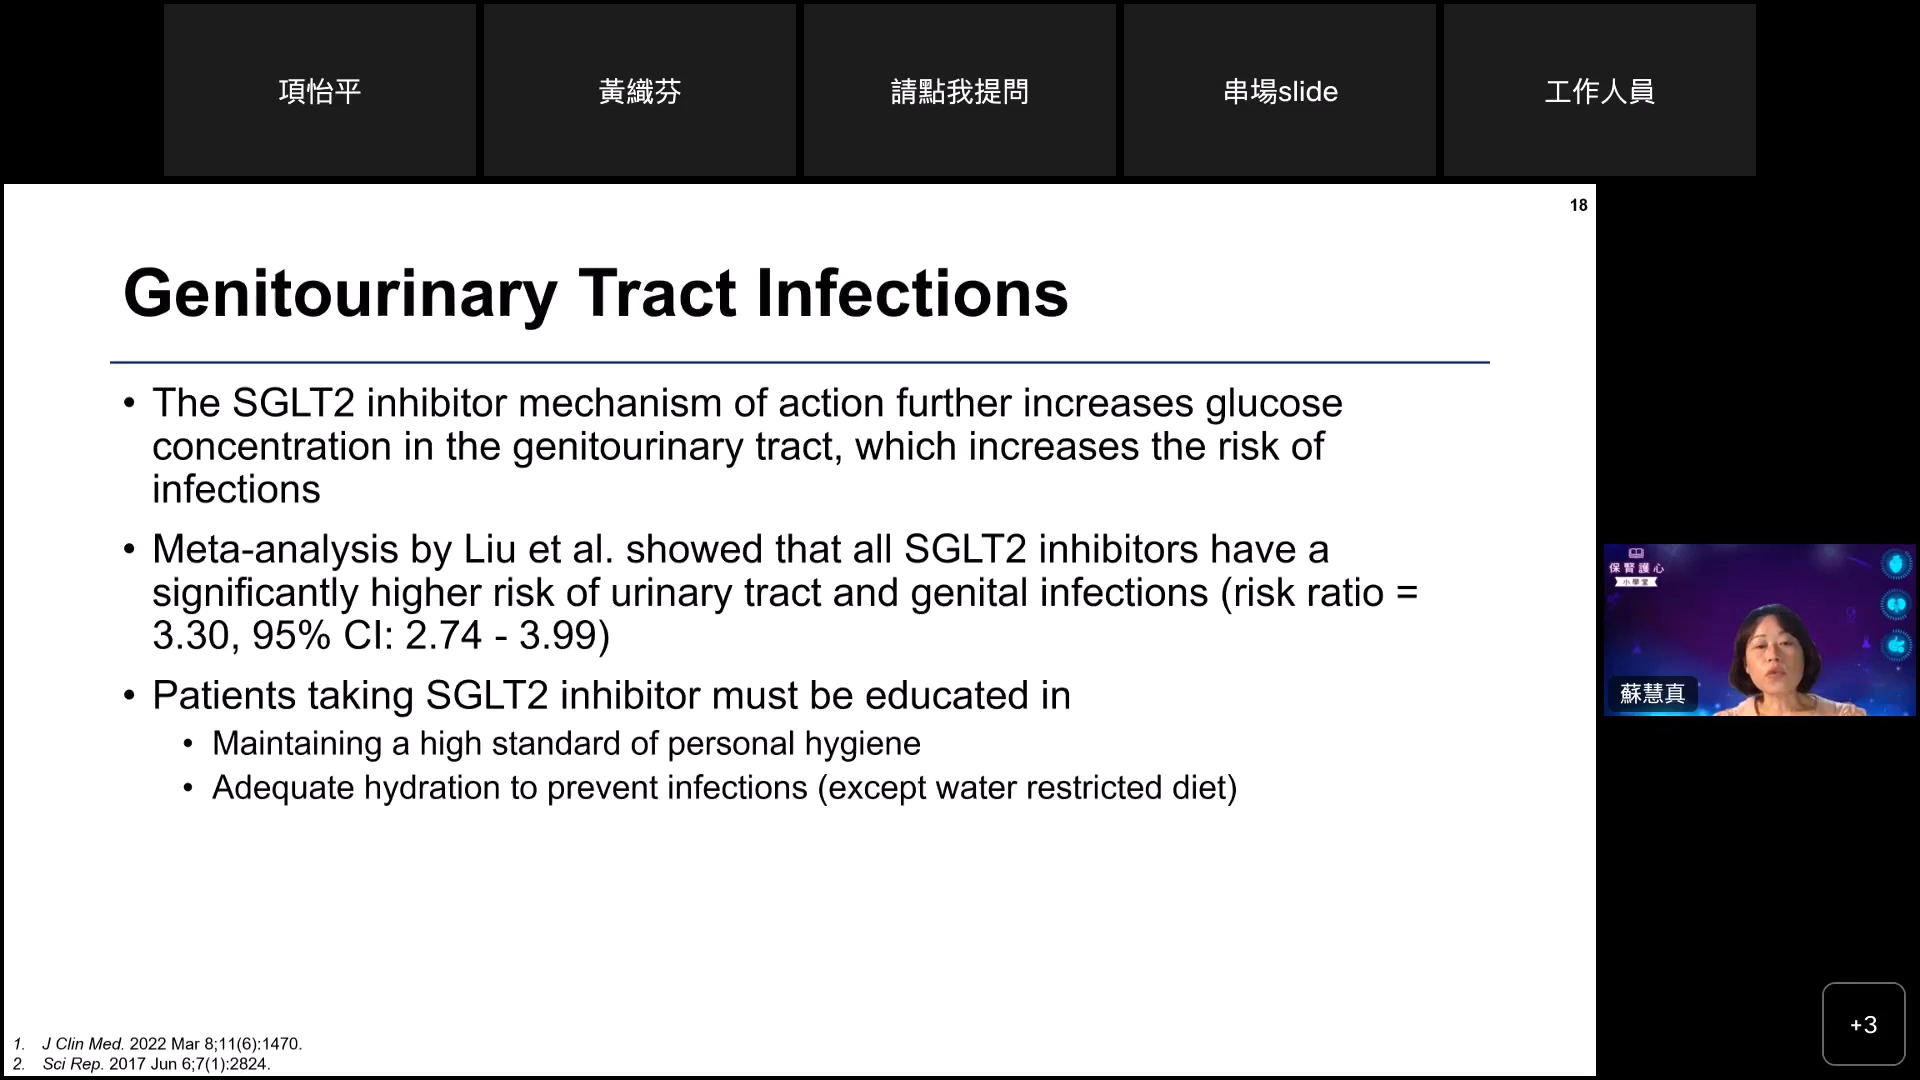 項怡平
黃織芬
請點我提問
串場slide
工作人員
18
Genitourinary Tract Infections
• The SGLT2 inhibitor mechanism of action further increases glucose
concentration in the genitourinary tract, which increases the risk of
infections
• Meta-analysis by Liu et al. showed that all SGLT2 inhibitors have a
significantly higher risk of urinary tract and genital infections (risk ratio =
3.30, 95% CI: 2.74 - 3.99)
• Patients taking SGLT2 inhibitor must be educated in
• Maintaining a high standard of personal hygiene
• Adequate hydration to prevent infections (except water restricted diet)
1. J Clin Med. 2022 Mar 8;11(6):1470.
2. Sci Rep. 2017 Jun 6;7(1):2824.
保腎護心
小學堂
蘇慧真
+3